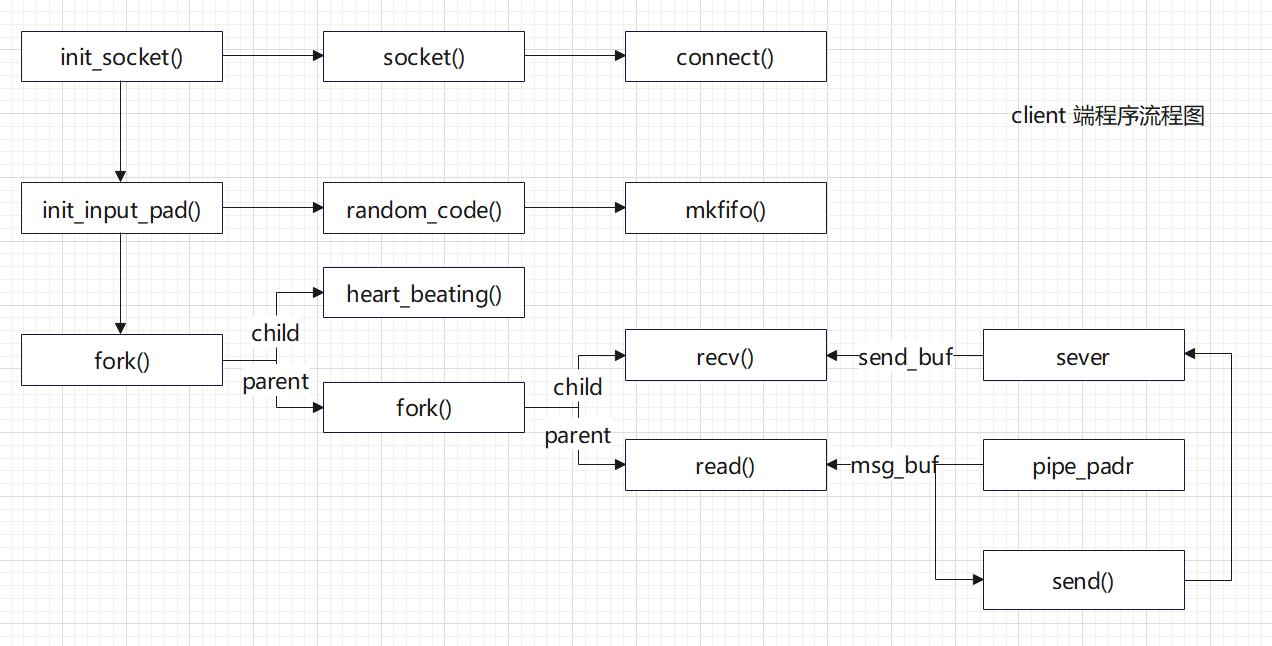 init_socket()
socket()
connect()
client 端程序流程图
init_input_pad()
random_code()
mkfifo()
heart_beating()
child
fork()
parent
fork()
child
parent
recv()
send_buf
sever
read()
msg_buf
pipe_padr
send()